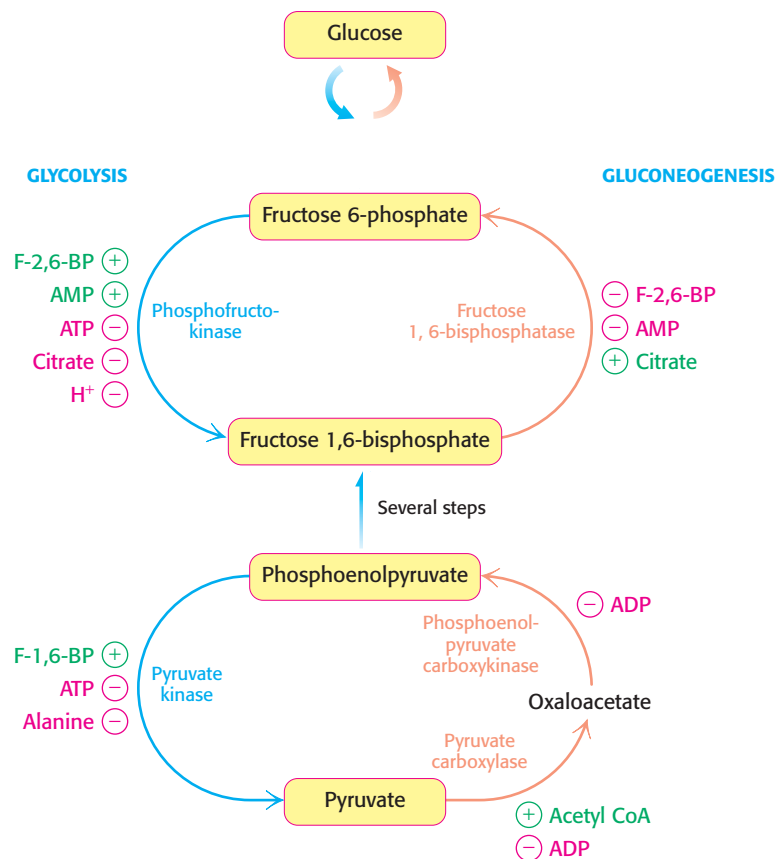 Glucose
GLYCOLYSIS
GLUCONEOGENESIS
Fructose 6-phosphate
F-2,6-BP +
AMP +
ATP −
Citrate −
H⁺ −
Phosphofructo-
kinase
Fructose
1, 6-bisphosphatase
− F-2,6-BP
− AMP
+ Citrate
Fructose 1,6-bisphosphate
Several steps
Phosphoenolpyruvate
F-1,6-BP +
ATP −
Alanine −
Pyruvate
kinase
Phosphoenol-
pyruvate
carboxykinase
− ADP
Oxaloacetate
Pyruvate
carboxylase
Pyruvate
+ Acetyl CoA
− ADP